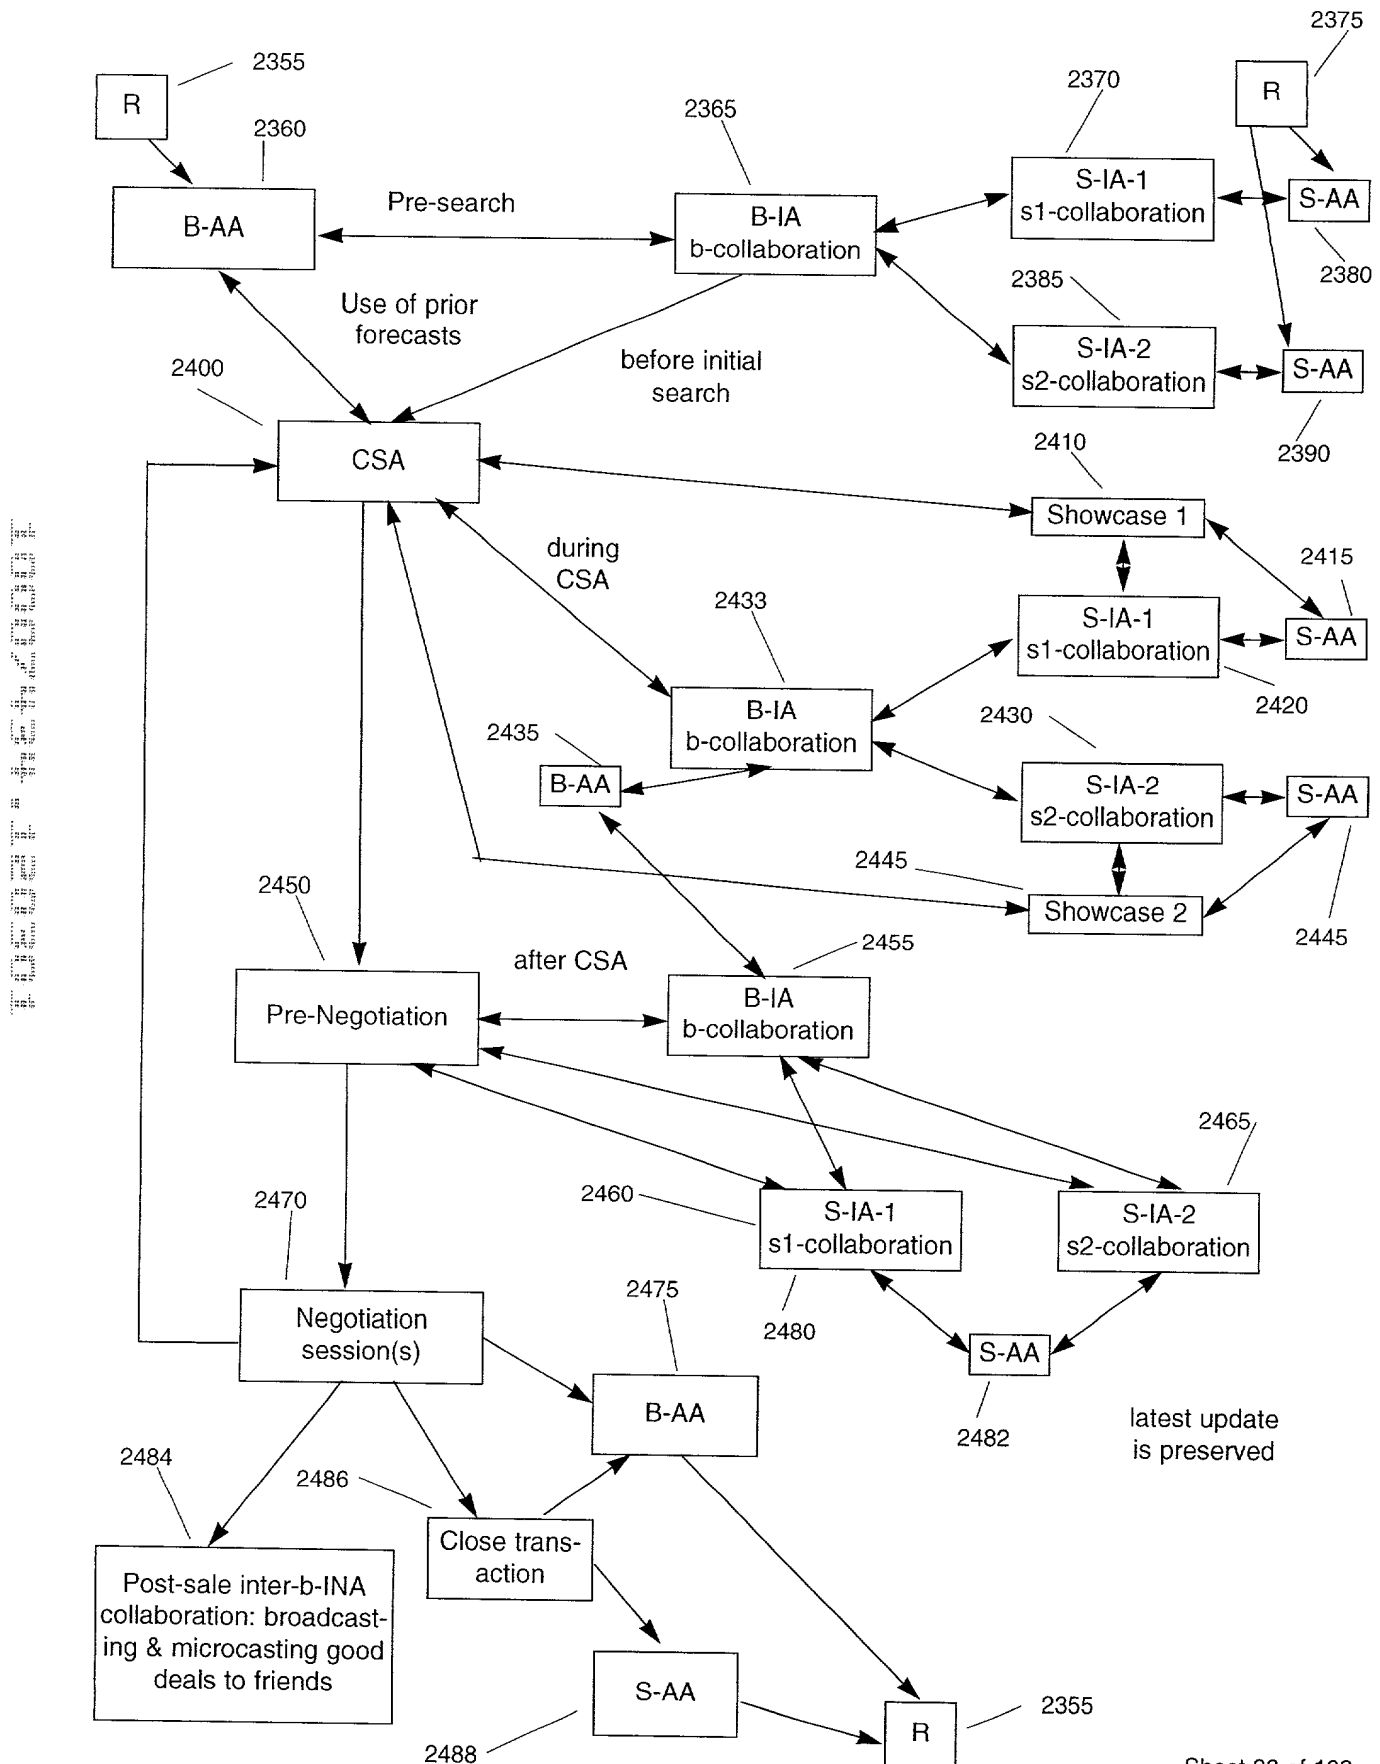 2375
R
2355
R
2370
2365
2360
S-IA-1
s1-collaboration
S-AA
B-AA
Pre-search
B-IA
b-collaboration
2380
2385
Use of prior
forecasts
before initial
search
S-IA-2
s2-collaboration
S-AA
2400
2390
2410
CSA
Showcase 1
during
CSA
2415
2433
S-IA-1
s1-collaboration
S-AA
2420
2430
2435
B-IA
b-collaboration
B-AA
S-IA-2
s2-collaboration
S-AA
2445
2445
Showcase 2
2450
2455
after CSA
B-IA
b-collaboration
Pre-Negotiation
2465
2460
2470
S-IA-1
s1-collaboration
S-IA-2
s2-collaboration
2475
2480
Negotiation
session(s)
S-AA
B-AA
2482
latest update
is preserved
2484
2486
Close trans-
action
Post-sale inter-b-INA
collaboration: broadcast-
ing & microcasting good
deals to friends
S-AA
R
2355
2488